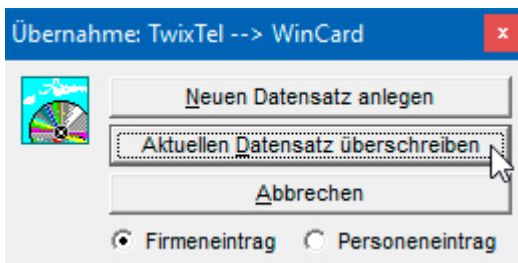 Übernahme: TwixTel --> WinCard
x
Neuen Datensatz anlegen
Aktuellen Datensatz überschreiben
Abbrechen
Firmeneintrag Personeneintrag